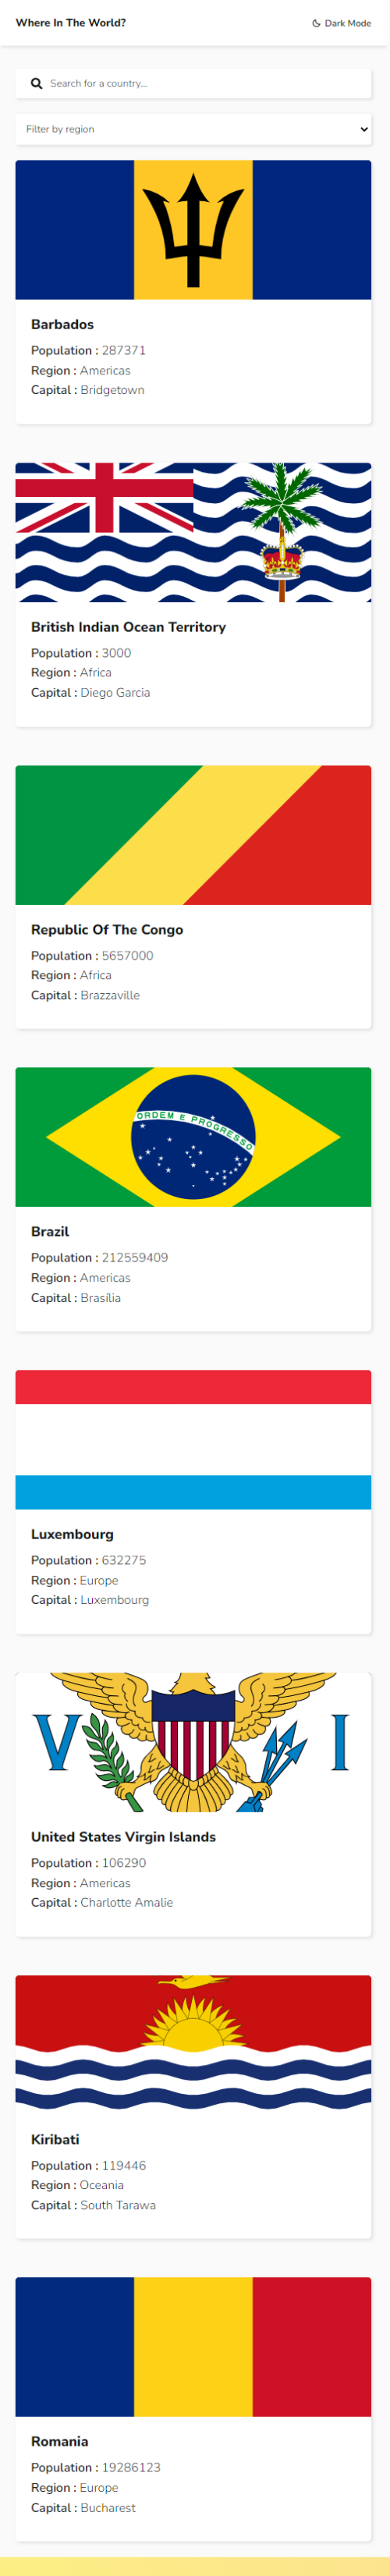 Where In The World?
Dark Mode
Search for a country...
Filter by region
Barbados
Population : 287371
Region : Americas
Capital : Bridgetown
British Indian Ocean Territory
Population : 3000
Region : Africa
Capital : Diego Garcia
Republic Of The Congo
Population : 5657000
Region : Africa
Capital : Brazzaville
ORDEM E PROGRESSO
Brazil
Population : 212559409
Region : Americas
Capital : Brasília
Luxembourg
Population : 632275
Region : Europe
Capital : Luxembourg
V I
United States Virgin Islands
Population : 106290
Region : Americas
Capital : Charlotte Amalie
Kiribati
Population : 119446
Region : Oceania
Capital : South Tarawa
Romania
Population : 19286123
Region : Europe
Capital : Bucharest